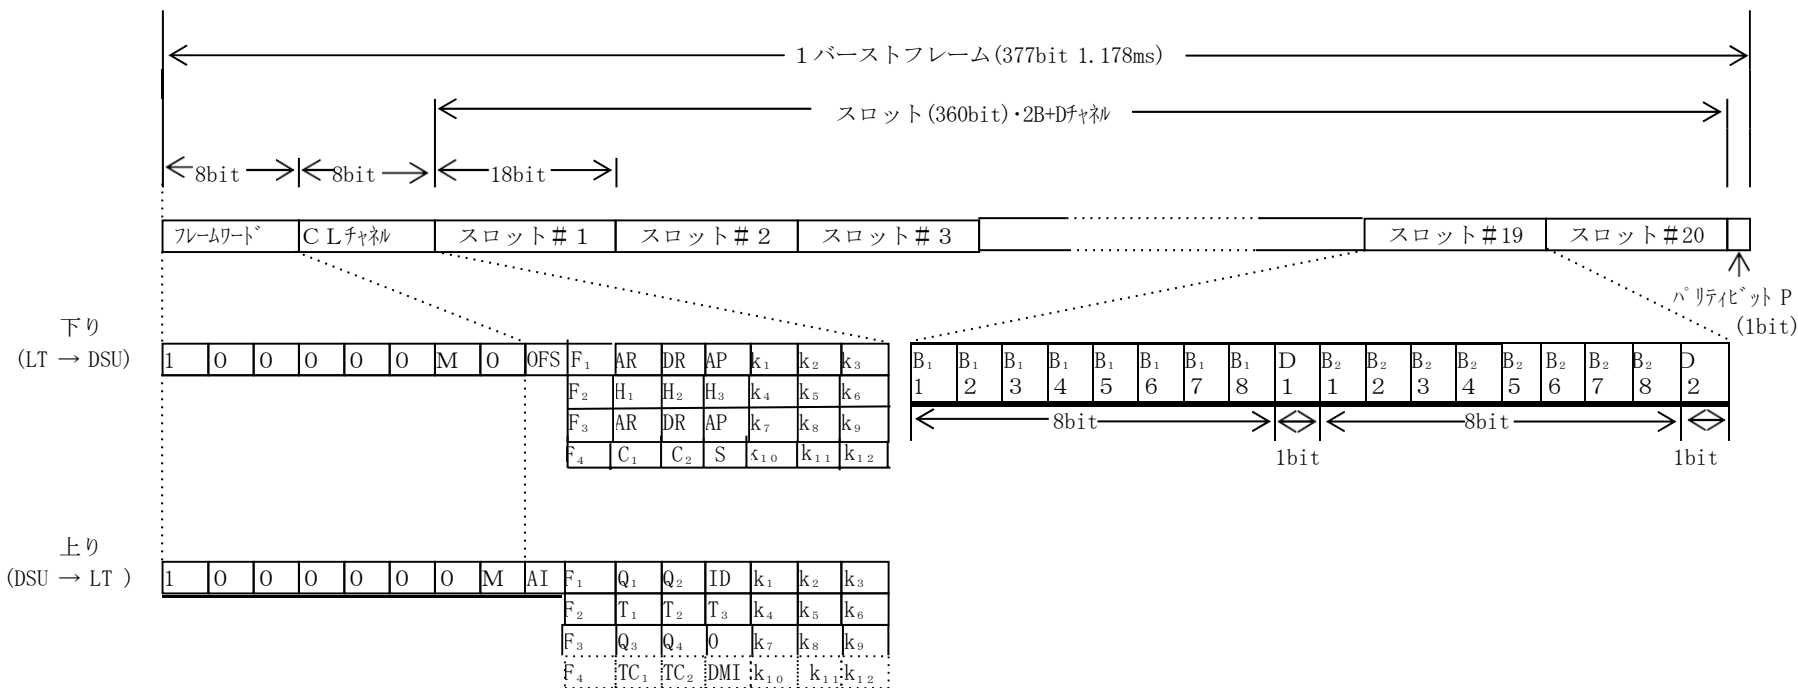 1バーストフレーム(377bit 1.178ms)
スロット(360bit)・2B+Dチャネル
8bit 8bit 18bit
フレームワード CLチャネル スロット#1 スロット#2 スロット#3 スロット#19 スロット#20
パリティビット P
(1bit)
下り
(LT → DSU)
1 0 0 0 0 0 M 0 OFS F₁ AR DR AP k₁ k₂ k₃
F₂ H₁ H₂ H₃ k₄ k₅ k₆
F₃ AR DR AP k₇ k₈ k₉
F₄ C₁ C₂ S k₁₀ k₁₁ k₁₂
B₁ B₁ B₁ B₁ B₁ B₁ B₁ B₁ D B₂ B₂ B₂ B₂ B₂ B₂ B₂ B₂ D
1 2 3 4 5 6 7 8 1 1 2 3 4 5 6 7 8 2
8bit 8bit
1bit 1bit
上り
(DSU → LT )
1 0 0 0 0 0 0 M AI F₁ Q₁ Q₂ ID k₁ k₂ k₃
F₂ T₁ T₂ T₃ k₄ k₅ k₆
F₃ Q₃ Q₄ 0 k₇ k₈ k₉
F₄ TC₁ TC₂ DMI k₁₀ k₁₁ k₁₂